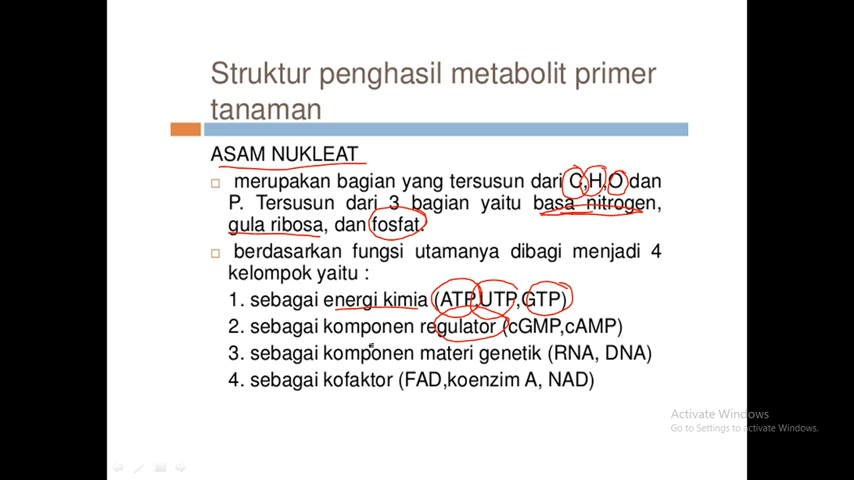 Struktur penghasil metabolit primer
tanaman
ASAM NUKLEAT
merupakan bagian yang tersusun dari C,H,O dan
P. Tersusun dari 3 bagian yaitu basa nitrogen,
gula ribosa, dan fosfat.
berdasarkan fungsi utamanya dibagi menjadi 4
kelompok yaitu :
1. sebagai energi kimia (ATP,UTP,GTP)
2. sebagai komponen regulator (cGMP,cAMP)
3. sebagai komponen materi genetik (RNA, DNA)
4. sebagai kofaktor (FAD,koenzim A, NAD)
Activate Windows
Go to Settings to activate Windows.